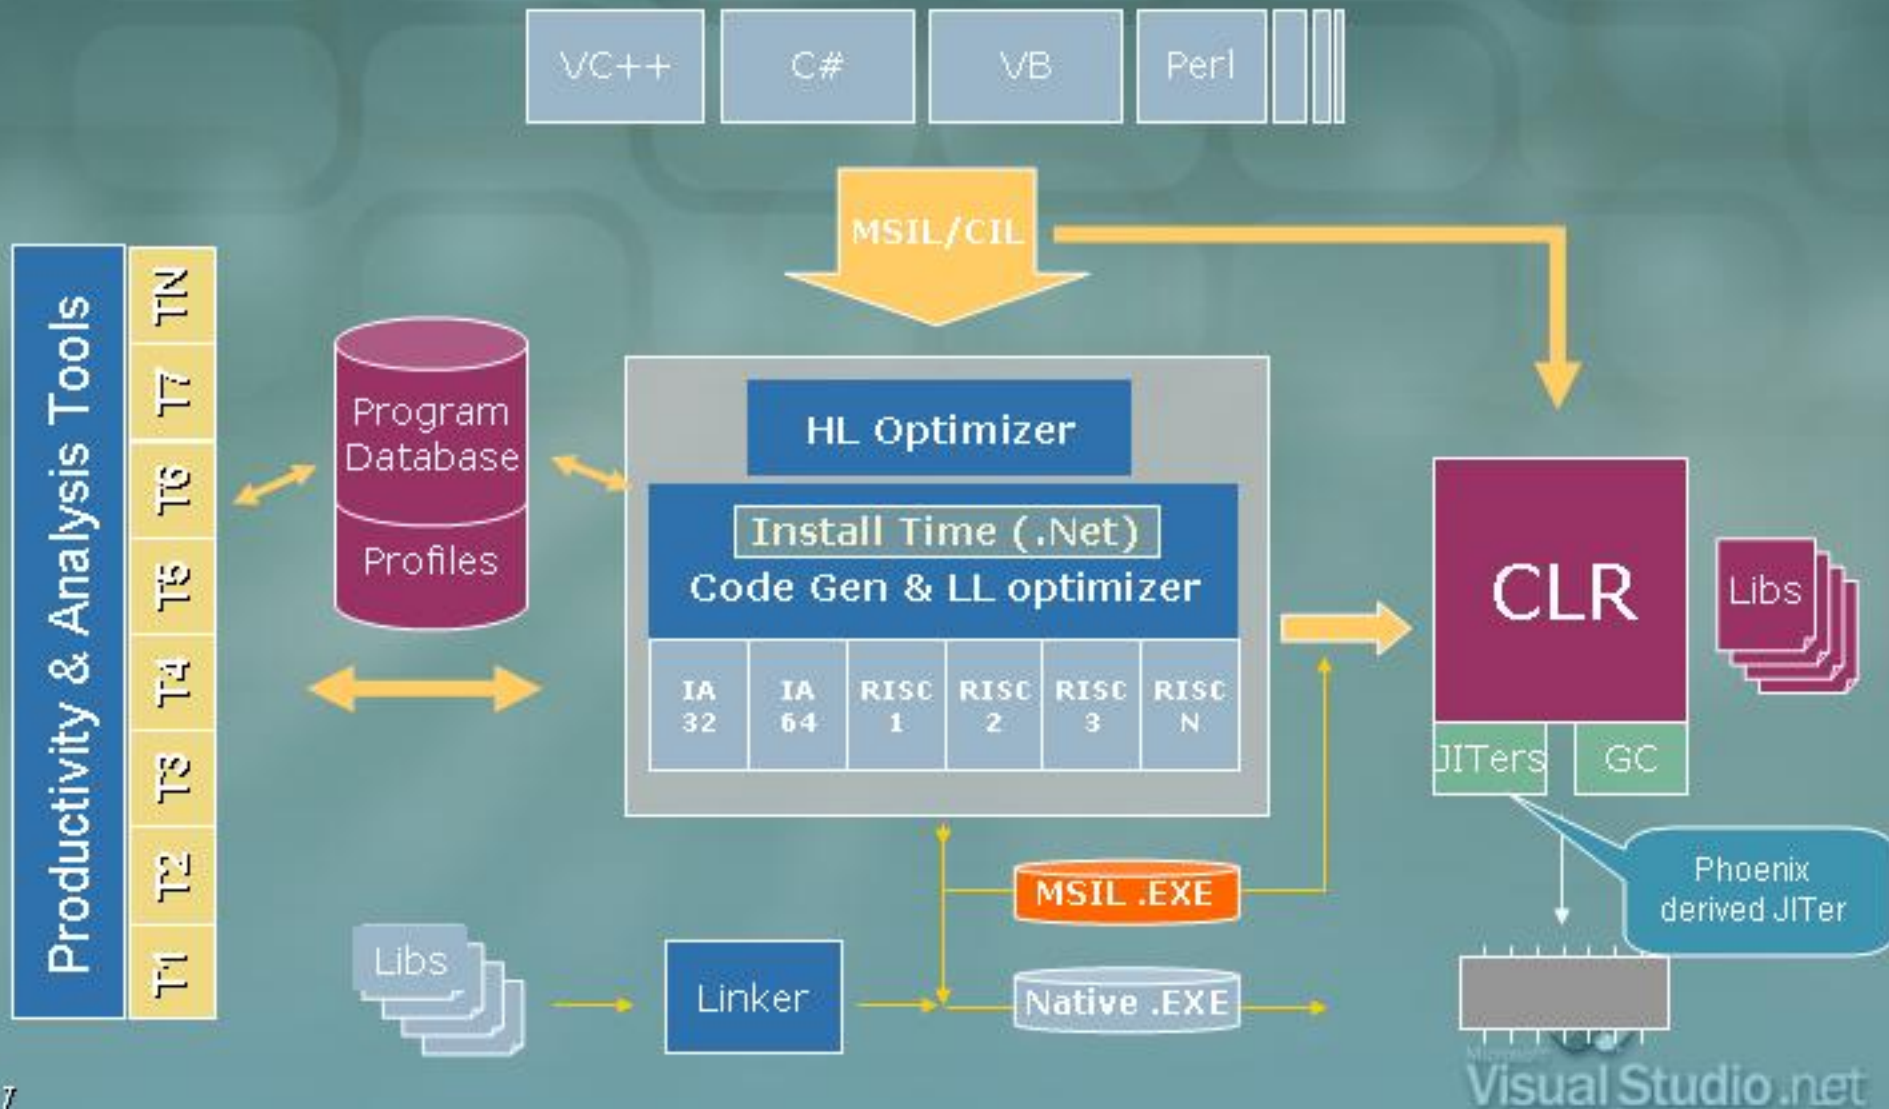 VC++
C#
VB
Perl
MSIL/CIL
Productivity & Analysis Tools
TN
T7
T6
T5
T4
T3
T2
T1
Program
Database
Profiles
HL Optimizer
Install Time (.Net)
Code Gen & LL optimizer
IA
32
IA
64
RISC
1
RISC
2
RISC
3
RISC
N
CLR
Libs
JITers
GC
Phoenix
derived JITer
MSIL .EXE
Libs
Linker
Native .EXE
Microsoft
Visual Studio.net
7